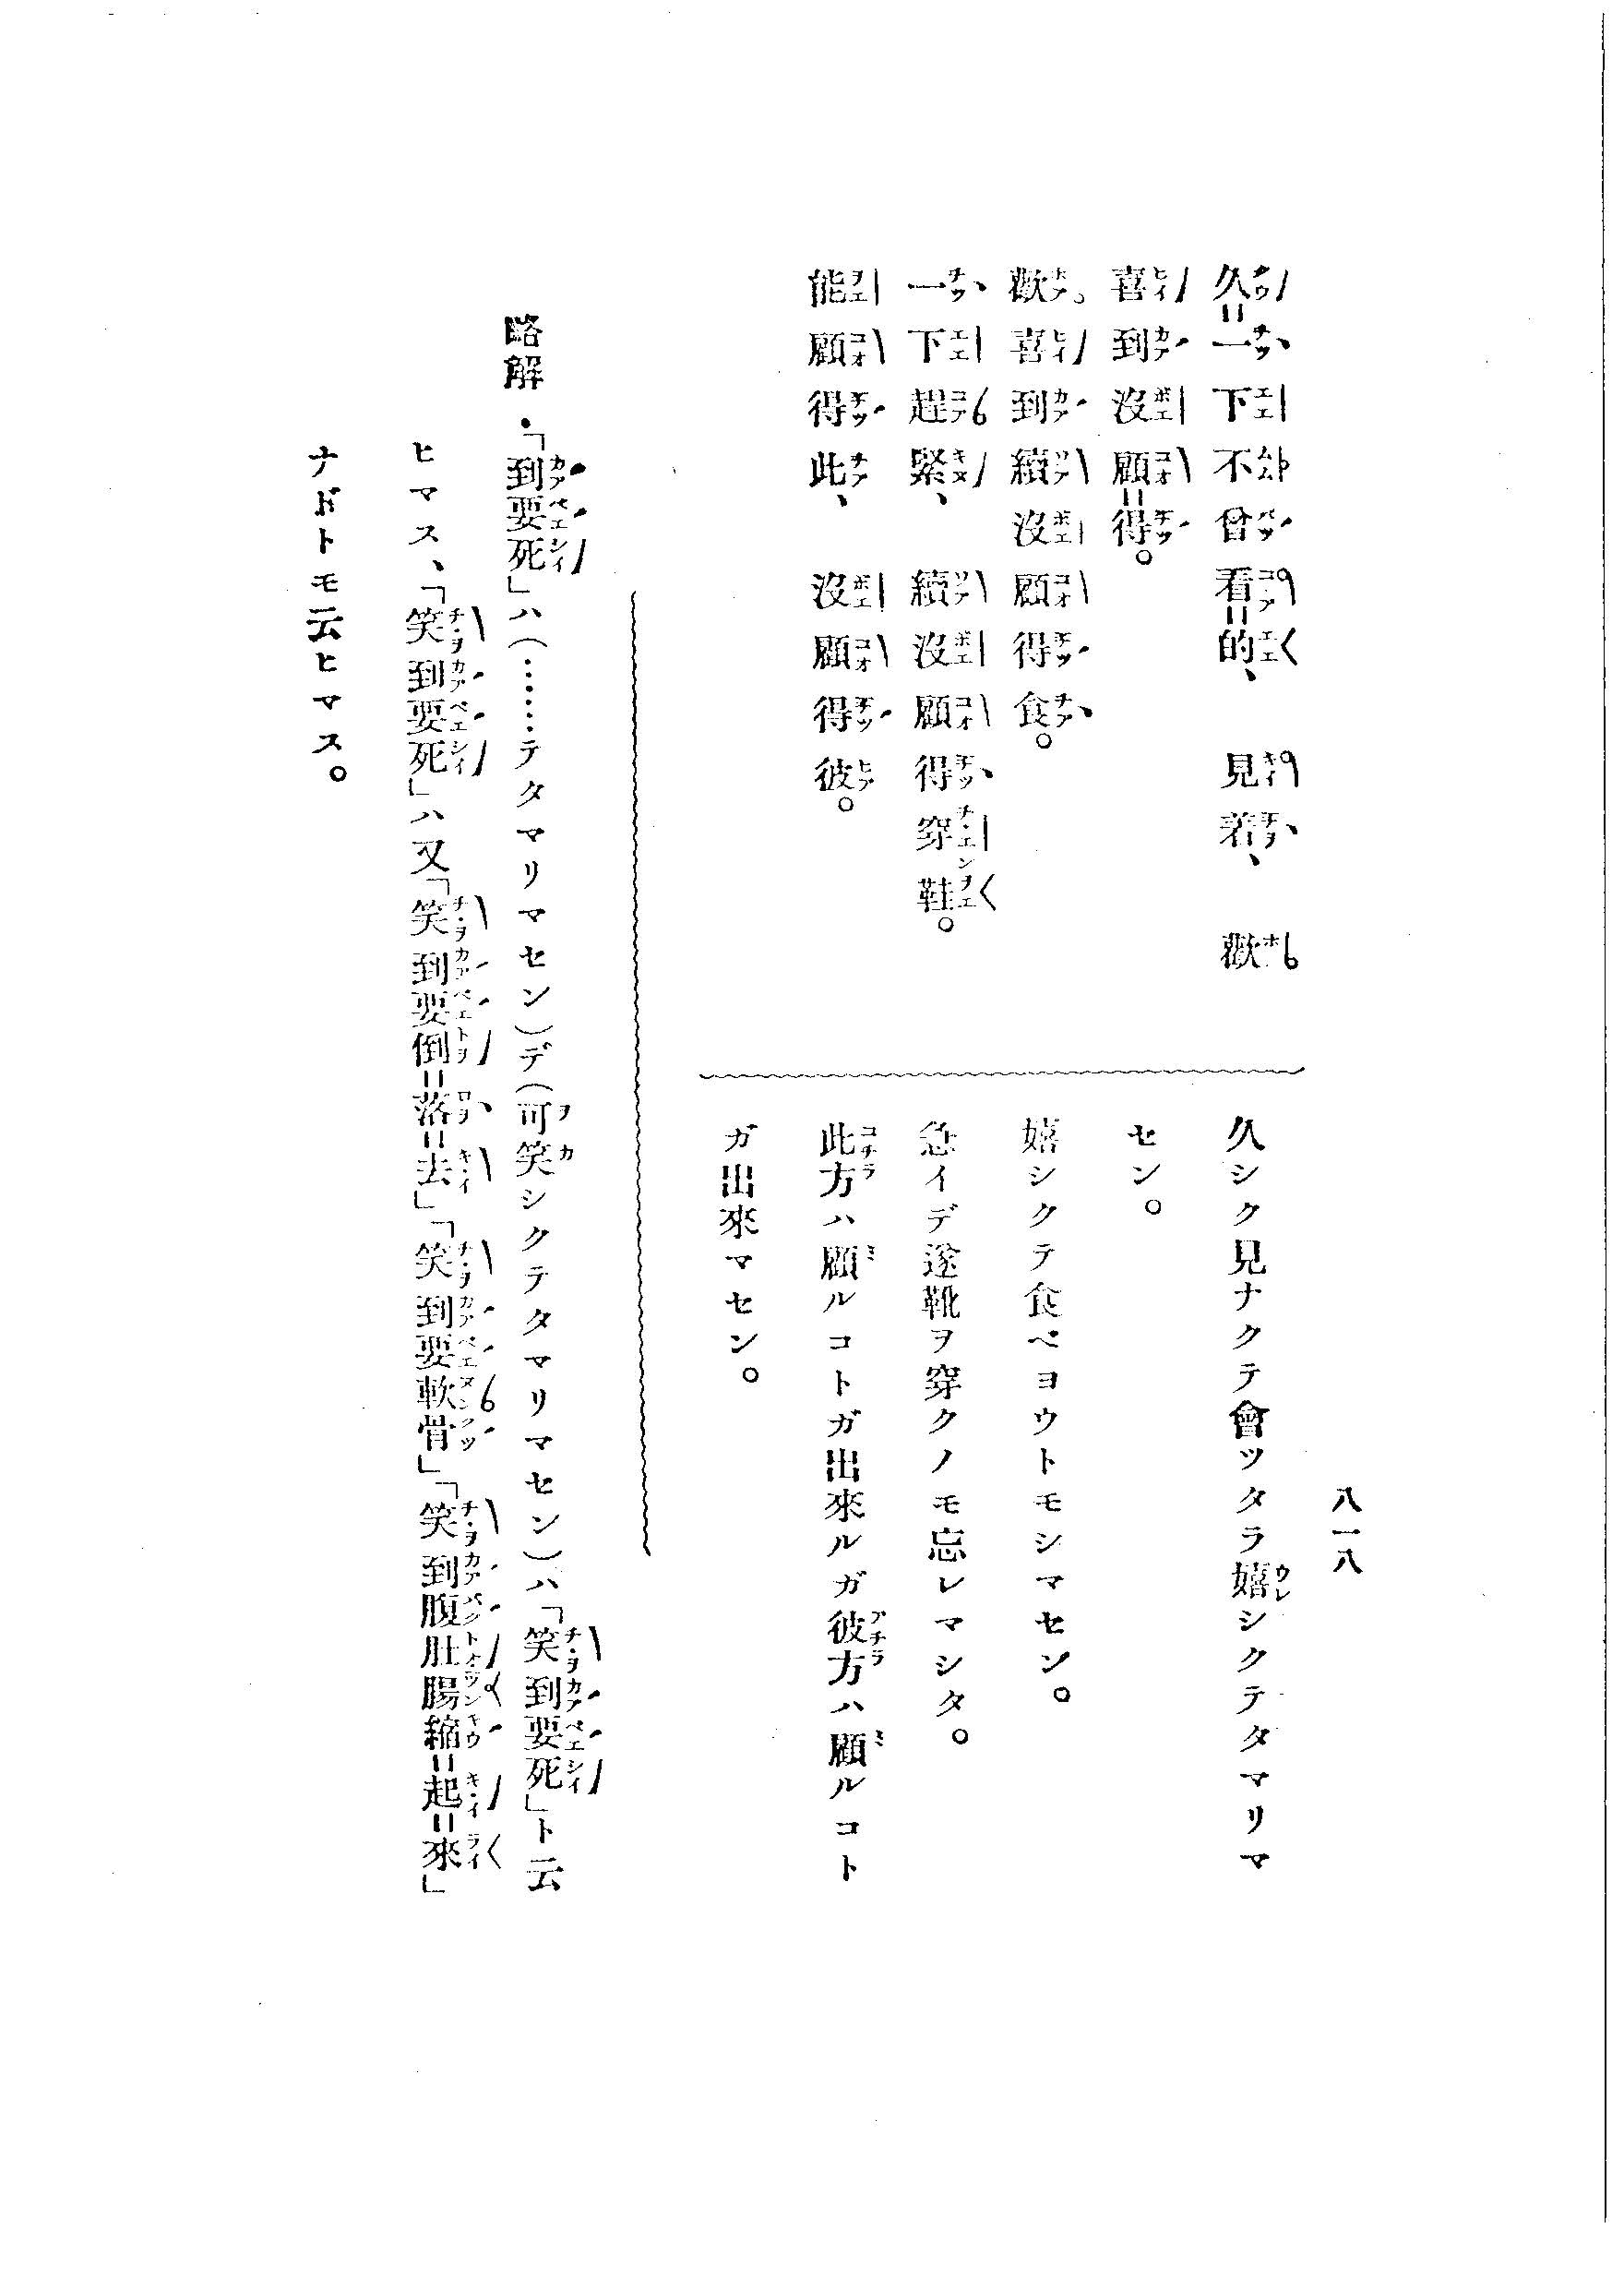 八一八
久=一下不曾看=的、見着、歡
喜到沒顧=得。
歡喜到續沒顧得食。
一下趕緊、續沒顧得穿鞋。
能顧得此、沒顧得彼。
久シク見ナクテ會ツタラ嬉シクテタマリマ
セン。
嬉シクテ食ベヨウトモシマセン。
急イデ遂靴ヲ穿クノモ忘レマシタ。
此方ハ顧ルコトガ出來ルガ彼方ハ顧ルコト
ガ出來マセン。
略解・「到要死」ハ(……テタマリマセン)デ(可笑シクテタマリマセン)ハ「笑到要死」ト云
ヒマス、「笑到要死」ハ又「笑到要倒=落=去」「笑到要軟骨」「笑到腹肚腸縮=起=來」
ナドトモ云ヒマス。